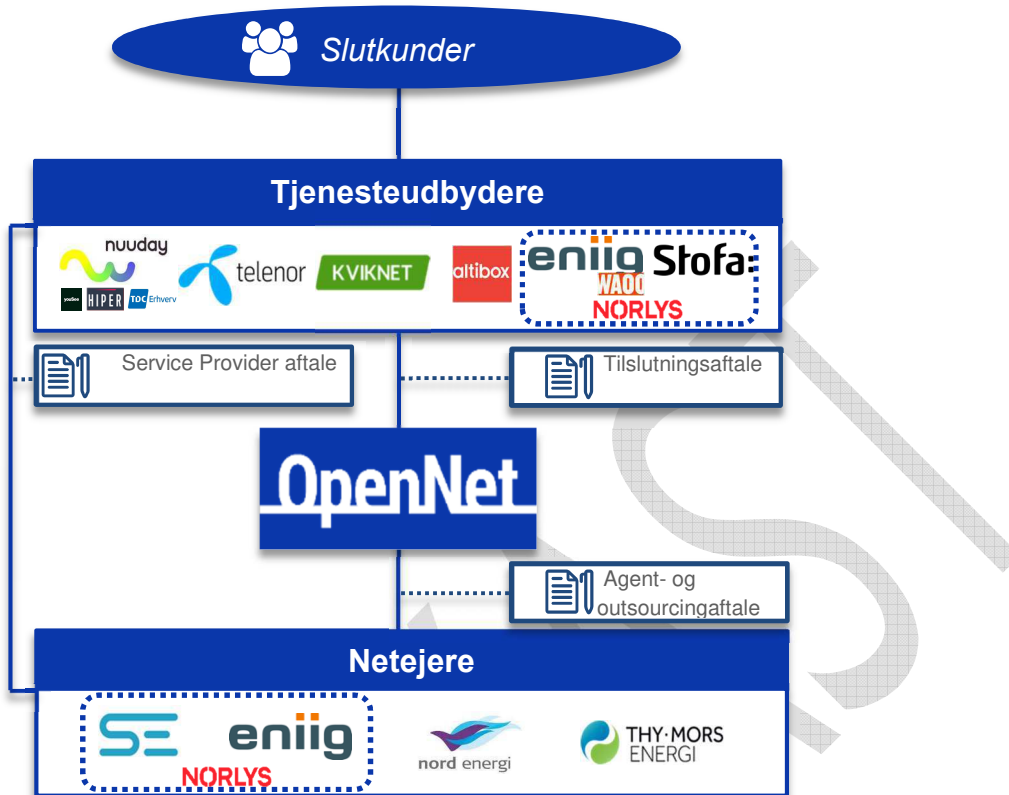 Slutkunder
Tjenesteudbydere
nuuday
YouSee HIPER TDC Erhverv
telenor
KVIKNET
altibox
eniig Stofa:
WAOO
NORLYS
Service Provider aftale
Tilslutningsaftale
OpenNet
Agent- og
outsourcingaftale
Netejere
SE eniig
NORLYS
nord energi
THY·MORS
ENERGI